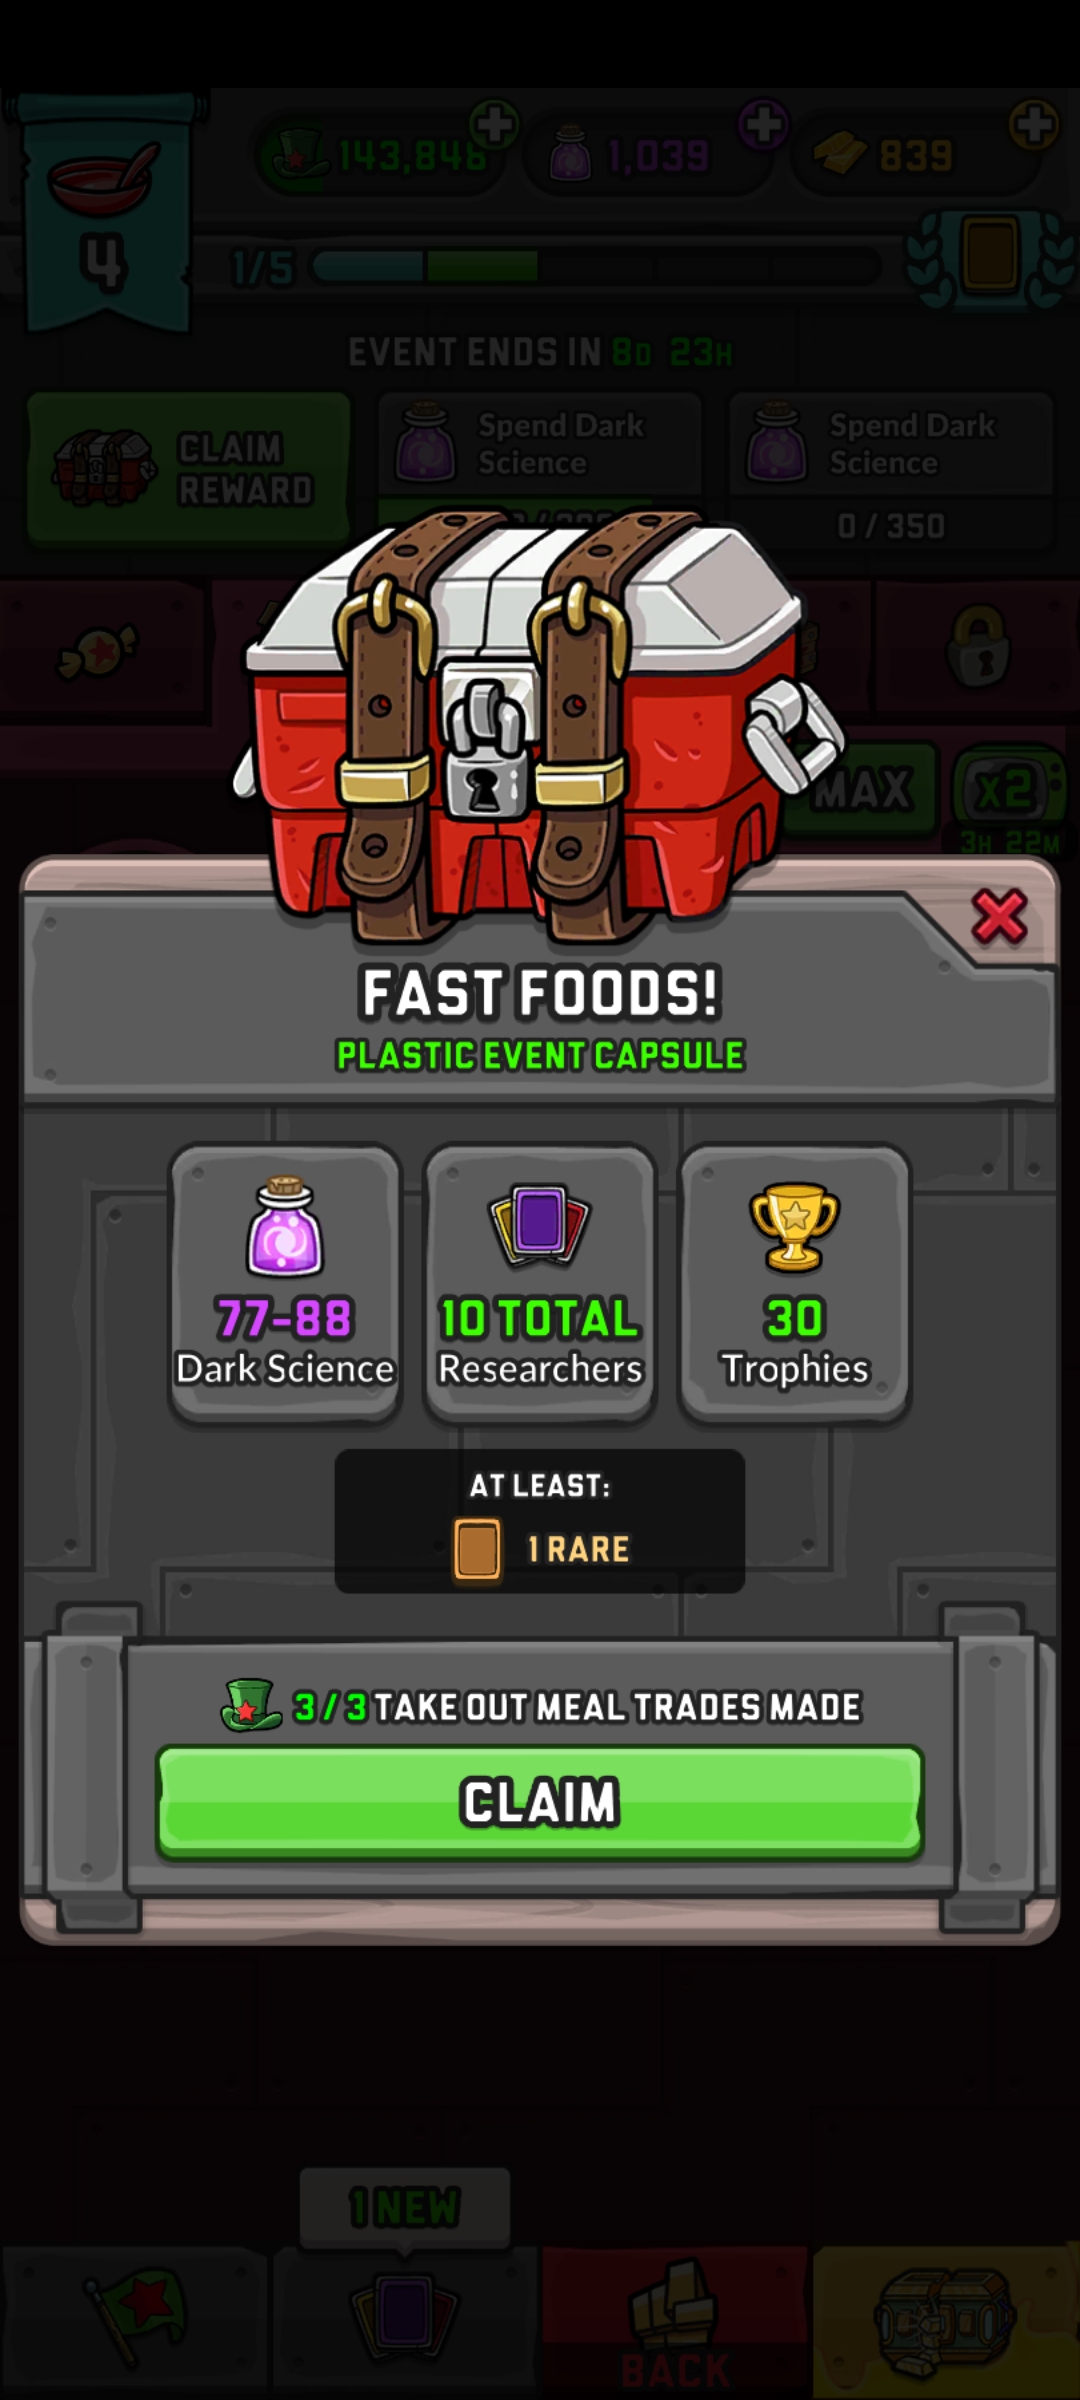 143,846
1,039
839
4
1/5
EVENT ENDS IN 8D 23H
CLAIM
REWARD
Spend Dark
Science
Spend Dark
Science
0 / 350
MAX
x2
3H 22M
FAST FOODS!
PLASTIC EVENT CAPSULE
77-88
Dark Science
10 TOTAL
Researchers
30
Trophies
AT LEAST:
1 RARE
3 / 3 TAKE OUT MEAL TRADES MADE
CLAIM
1 NEW
BACK